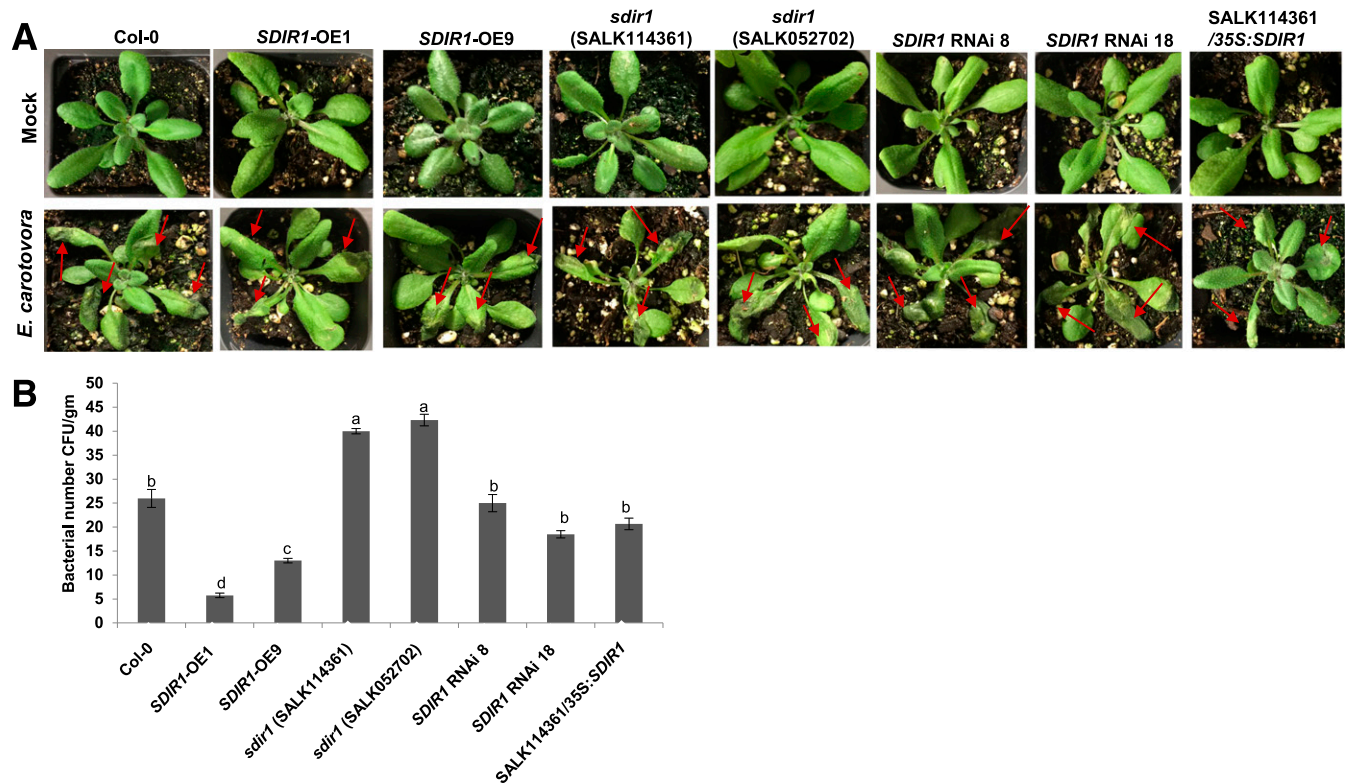 A
Col-0
SDIR1-OE1
SDIR1-OE9
sdir1
(SALK114361)
sdir1
(SALK052702)
SDIR1 RNAi 8
SDIR1 RNAi 18
SALK114361
/35S:SDIR1
Mock
E. carotovora
B
Bacterial number CFU/gm
50
45
40
35
30
25
20
15
10
5
0
b
d
c
a
a
b
b
b
Col-0
SDIR1-OE1
SDIR1-OE9
sdir1 (SALK114361)
sdir1 (SALK052702)
SDIR1 RNAi 8
SDIR1 RNAi 18
SALK114361/35S:SDIR1